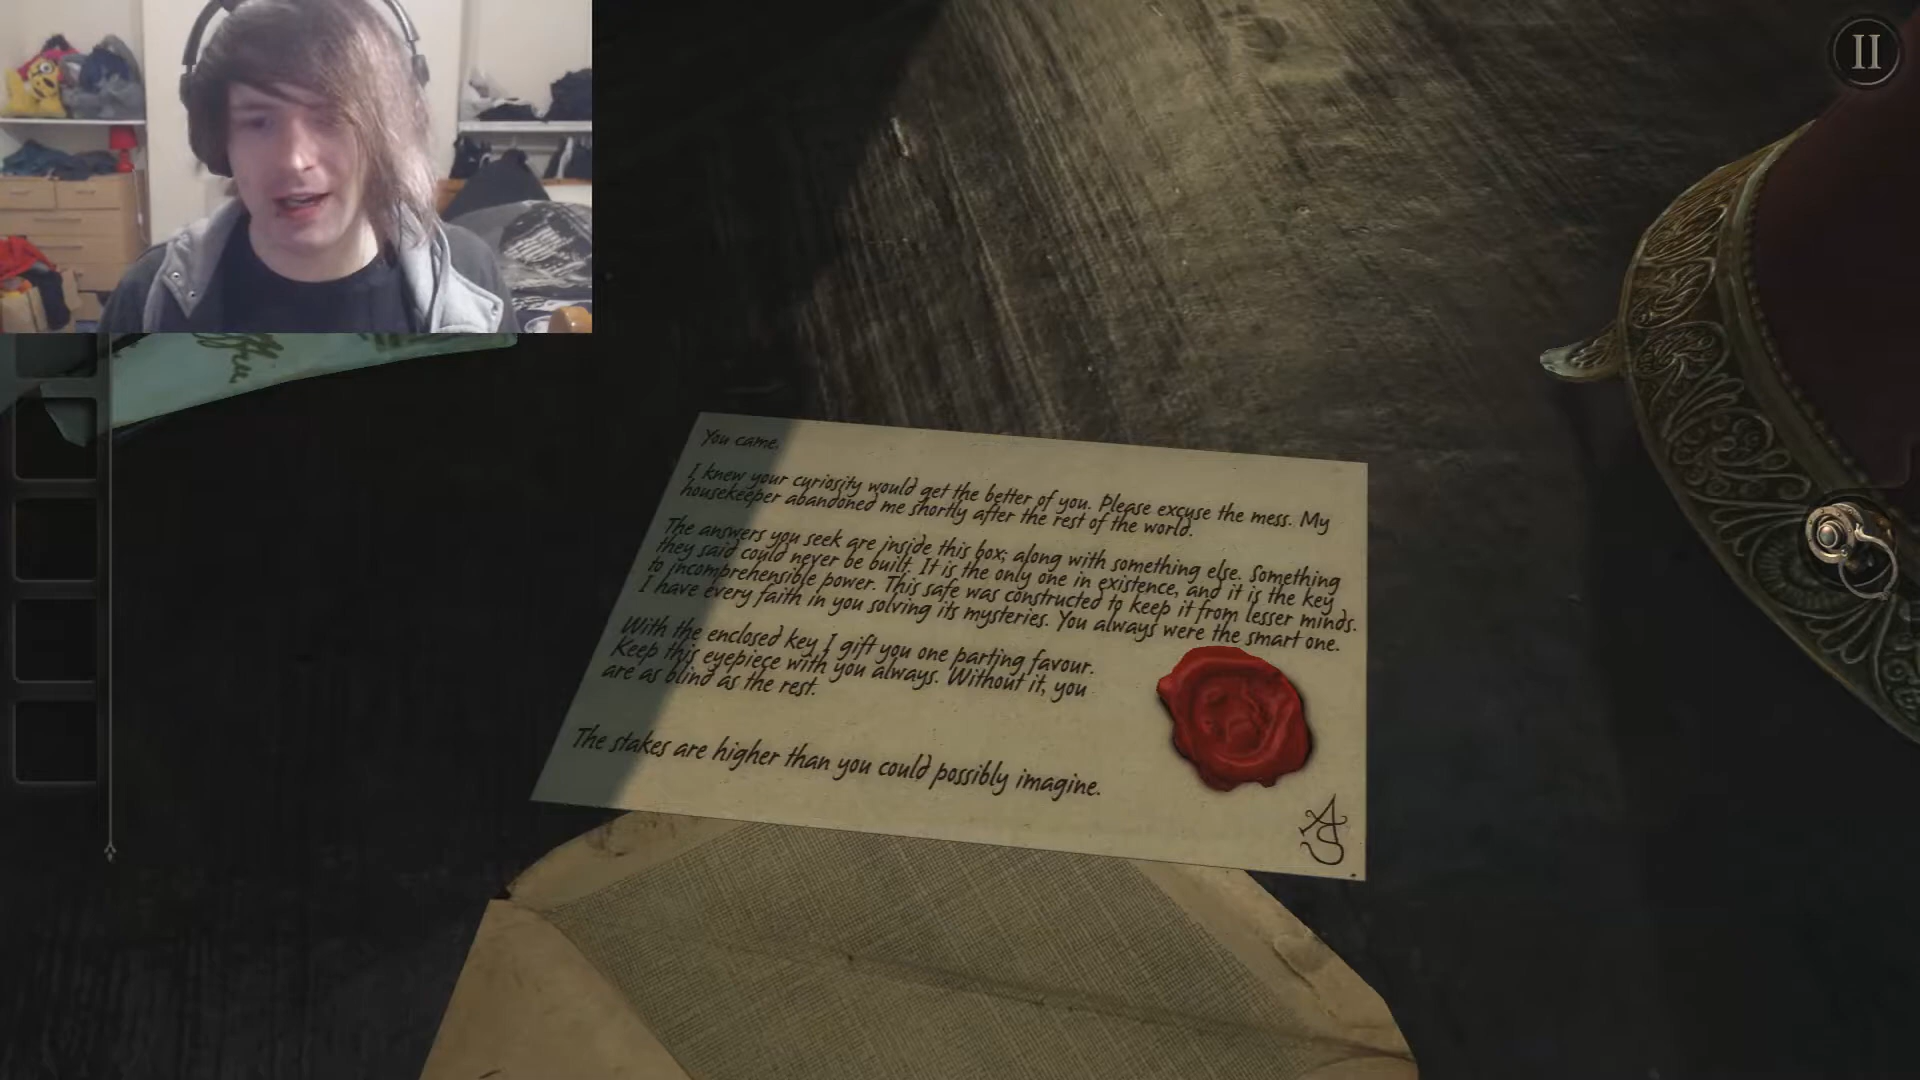 You came.
I knew your curiosity would get the better of you. Please excuse the mess. My
housekeeper abandoned me shortly after the rest of the world.
The answers you seek are inside this box; along with something else. Something
they said could never be built. It is the only one in existence, and it is the key
to incomprehensible power. This safe was constructed to keep it from lesser minds.
I have every faith in you solving its mysteries. You always were the smart one.
With the enclosed key I gift you one parting favour.
Keep this eyepiece with you always. Without it, you
are as blind as the rest.
The stakes are higher than you could possibly imagine.
AS